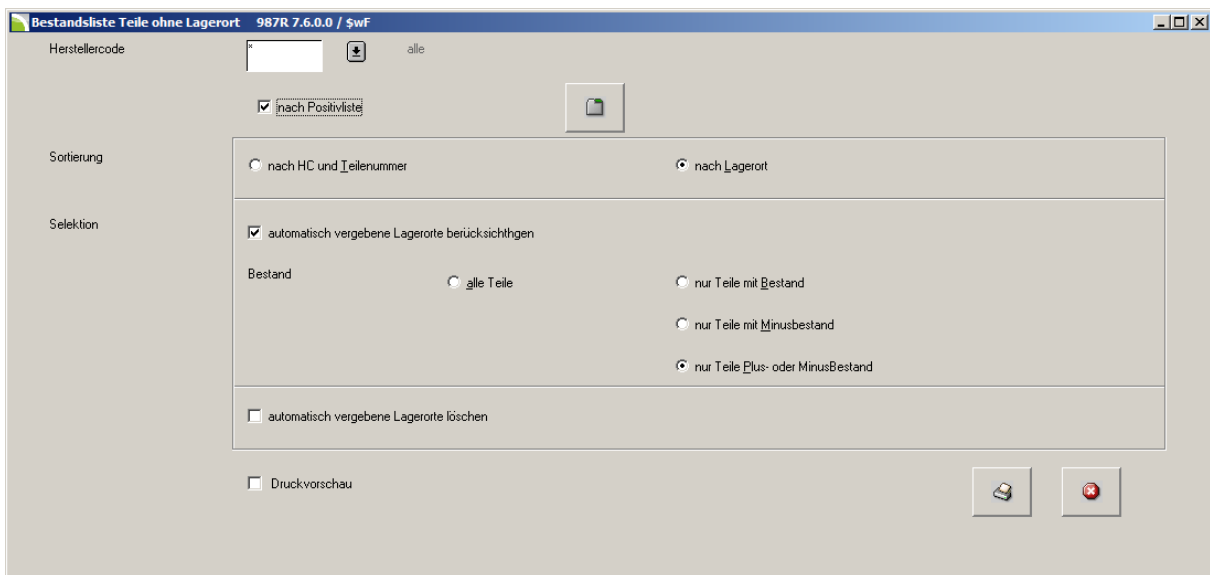 Bestandsliste Teile ohne Lagerort 987R 7.6.0.0 / $wF
Herstellercode * alle
nach Positivliste
Sortierung nach HC und Teilenummer nach Lagerort
Selektion
automatisch vergebene Lagerorte berücksichthgen
Bestand alle Teile nur Teile mit Bestand
nur Teile mit Minusbestand
nur Teile Plus- oder MinusBestand
automatisch vergebene Lagerorte löschen
Druckvorschau